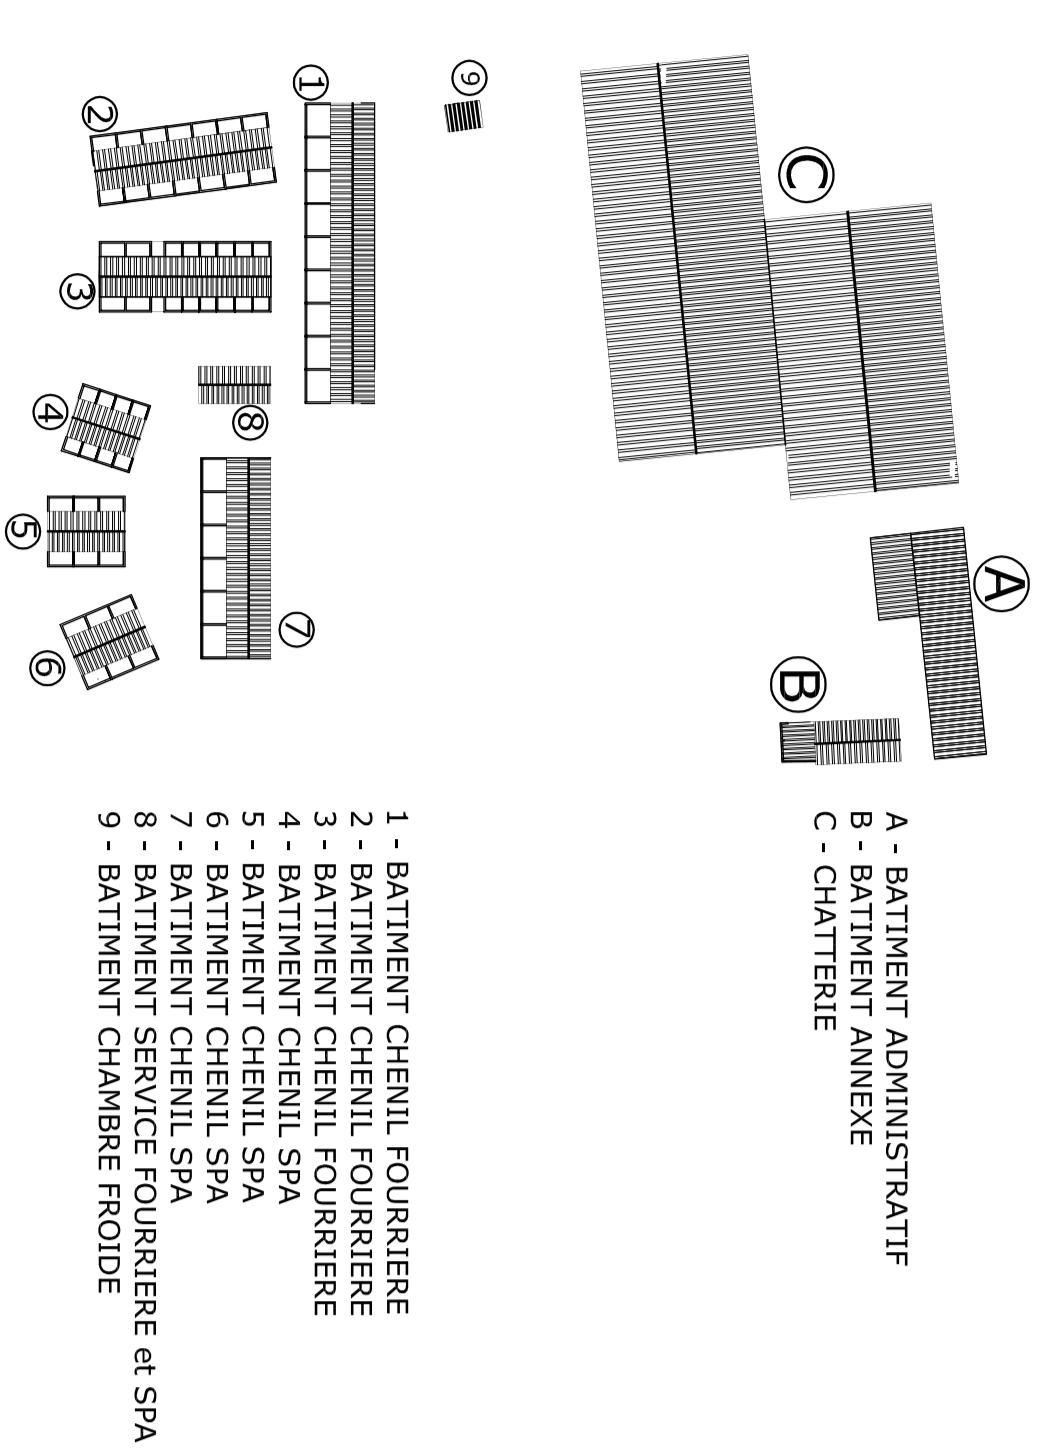 A
B
C
A - BATIMENT ADMINISTRATIF
B - BATIMENT ANNEXE
C - CHATTERIE
9
1
2
3
8
4
7
5
6
1 - BATIMENT CHENIL FOURRIERE
2 - BATIMENT CHENIL FOURRIERE
3 - BATIMENT CHENIL FOURRIERE
4 - BATIMENT CHENIL SPA
5 - BATIMENT CHENIL SPA
6 - BATIMENT CHENIL SPA
7 - BATIMENT CHENIL SPA
8 - BATIMENT SERVICE FOURRIERE et SPA
9 - BATIMENT CHAMBRE FROIDE